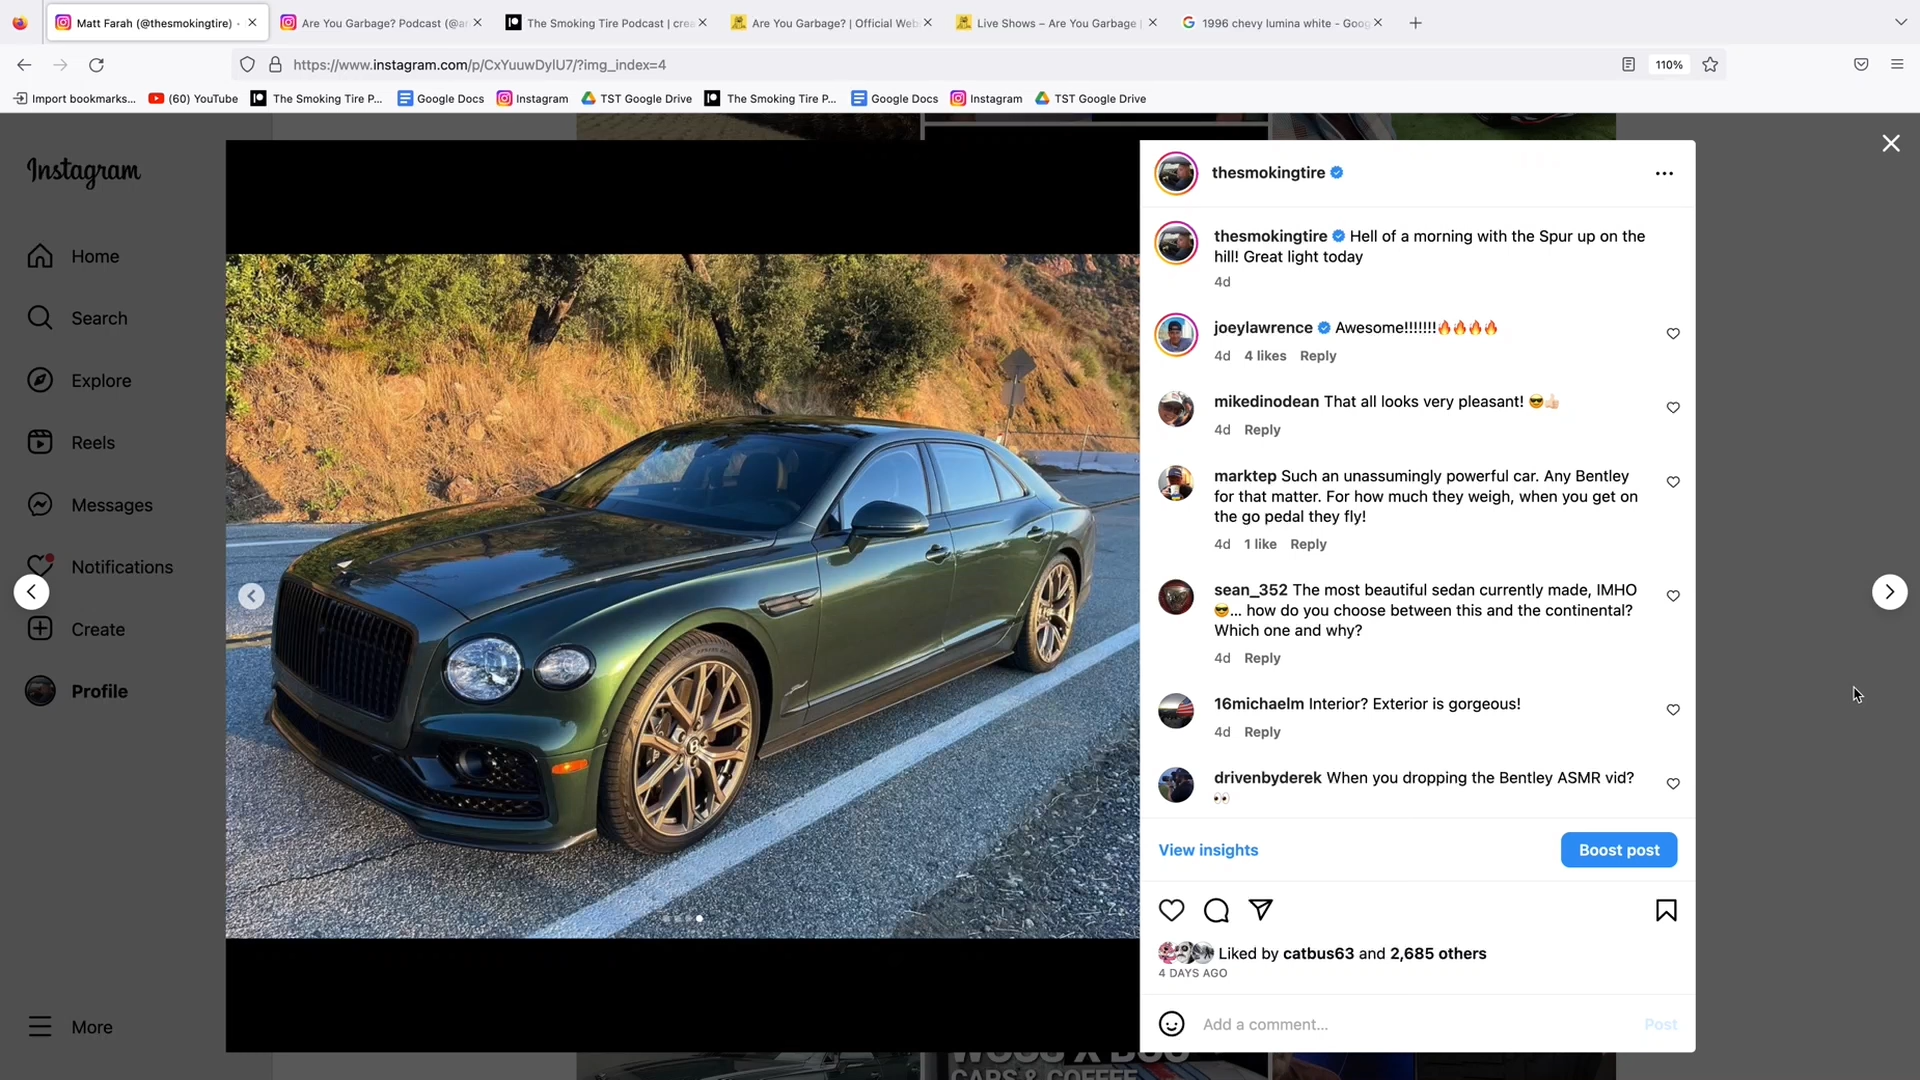 Matt Farah (@thesmokingtire)
Are You Garbage? Podcast (@ar
The Smoking Tire Podcast | crea
Are You Garbage? | Official Web
Live Shows – Are You Garbage |
1996 chevy lumina white - Goog
https://www.instagram.com/p/CxYuuwDyIU7/?img_index=4
110%
Import bookmarks...
(60) YouTube
The Smoking Tire P...
Google Docs
Instagram
TST Google Drive
The Smoking Tire P...
Google Docs
Instagram
TST Google Drive
Instagram
Home
Search
Explore
Reels
Messages
Notifications
Create
Profile
More
thesmokingtire
thesmokingtire Hell of a morning with the Spur up on the
hill! Great light today
4d
joeylawrence Awesome!!!!!!!🔥🔥🔥🔥
4d 4 likes Reply
mikedinodean That all looks very pleasant! 😎👍🏻
4d Reply
marktep Such an unassumingly powerful car. Any Bentley
for that matter. For how much they weigh, when you get on
the go pedal they fly!
4d 1 like Reply
sean_352 The most beautiful sedan currently made, IMHO
😎... how do you choose between this and the continental?
Which one and why?
4d Reply
16michaelm Interior? Exterior is gorgeous!
4d Reply
drivenbyderek When you dropping the Bentley ASMR vid?
👀
View insights
Boost post
Liked by catbus63 and 2,685 others
4 DAYS AGO
Add a comment...
Post
CARS & COFFEE